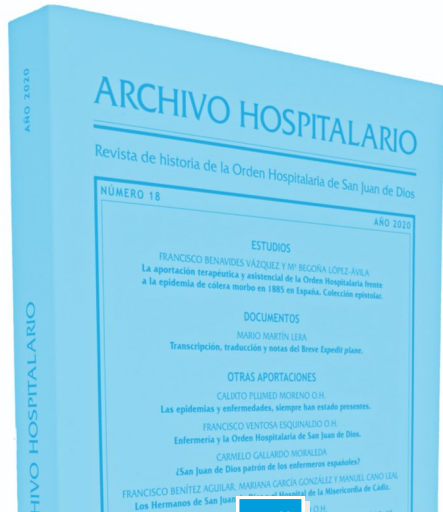 AÑO 2020
ARCHIVO HOSPITALARIO
Revista de historia de la Orden Hospitalaria de San Juan de Dios
NÚMERO 18
AÑO 2020
ESTUDIOS
FRANCISCO BENAVIDES VÁZQUEZ Y Mª BEGOÑA LÓPEZ-ÁVILA
La aportación terapéutica y asistencial de la Orden Hospitalaria frente
a la epidemia de cólera morbo en 1885 en España. Colección epistolar.
DOCUMENTOS
MARIO MARTÍN LERA
Transcripción, traducción y notas del Breve Expedit plane.
OTRAS APORTACIONES
CALIXTO PLUMED MORENO O.H.
Las epidemias y enfermedades, siempre han estado presentes.
FRANCISCO VENTOSA ESQUINALDO O.H.
Enfermería y la Orden Hospitalaria de San Juan de Dios.
CARMELO GALLARDO MORALEDA
¿San Juan de Dios patrón de los enfermeros españoles?
FRANCISCO BENÍTEZ AGUILAR, MARIANA GARCÍA GONZÁLEZ Y MANUEL CANO LEAL
Los Hermanos de San Juan Hospital de la Misericordia de Cádiz.
O.H.
HIVO HOSPITALARIO